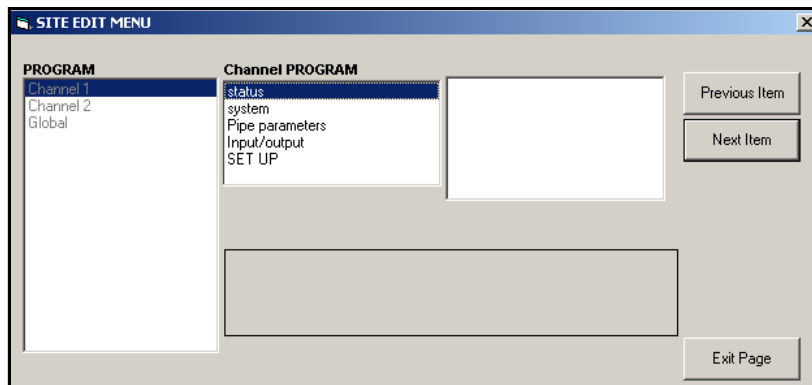 SITE EDIT MENU
PROGRAM
Channel 1
Channel 2
Global
Channel PROGRAM
status
system
Pipe parameters
Input/output
SET UP
Previous Item
Next Item
Exit Page